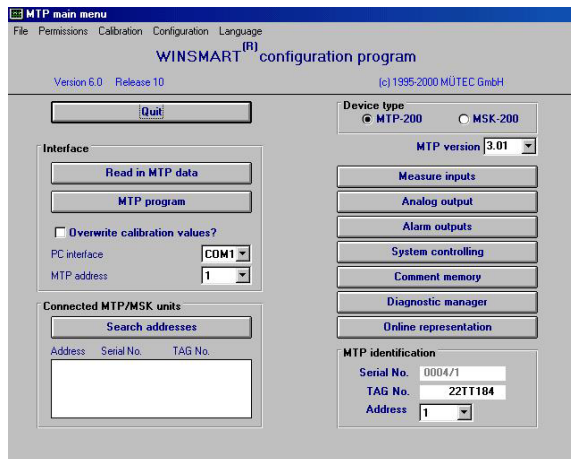 MTP main menu
File Permissions Calibration Configuration Language
WINSMART(R) configuration program
Version 6.0 Release 10
(c) 1995-2000 MÜTEC GmbH
Quit
Interface
Read in MTP data
MTP program
Overwrite calibration values?
PC interface COM1
MTP address 1
Connected MTP/MSK units
Search addresses
Address Serial No. TAG No.
Device type
MTP-200 MSK-200
MTP version 3.01
Measure inputs
Analog output
Alarm outputs
System controlling
Comment memory
Diagnostic manager
Online representation
MTP identification
Serial No. 0004/1
TAG No. 22TT184
Address 1